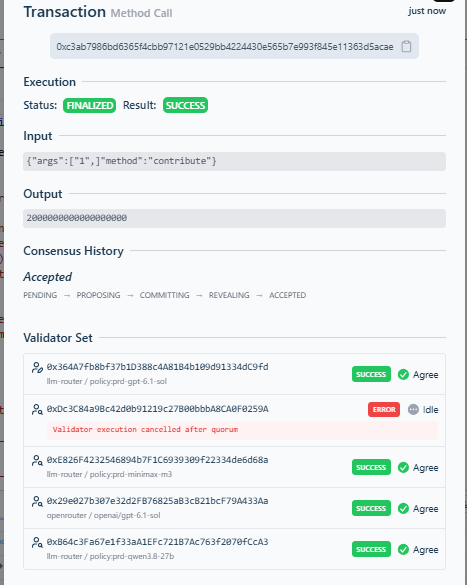 Transaction Method Call
just now
0xc3ab7986bd6365f4cbb97121e0529bb4224430e565b7e993f845e11363d5acae
Execution
Status: FINALIZED Result: SUCCESS
Input
{"args":["1",]"method":"contribute"}
Output
2000000000000000000
Consensus History
Accepted
PENDING → PROPOSING → COMMITTING → REVEALING → ACCEPTED
Validator Set
0x364A7fb8bf37b1D388c4A81B4b109d91334dC9fd
SUCCESS Agree
llm-router / policy:prd-gpt-6.1-sol
0xDc3C84a9Bc42d0b91219c27B00bbbA8CA0F0259A
ERROR Idle
Validator execution cancelled after quorum
0xE826F4232546894b7F1C6939309f22334de6d68a
SUCCESS Agree
llm-router / policy:prd-minimax-m3
0x29e027b307e32d2FB76825aB3cB21bcF79A433Aa
SUCCESS Agree
openrouter / openai/gpt-6.1-sol
0xB64c3Fa67e1f33aA1EFc721B7Ac763f2070fCcA3
SUCCESS Agree
llm-router / policy:prd-qwen3.8-27b